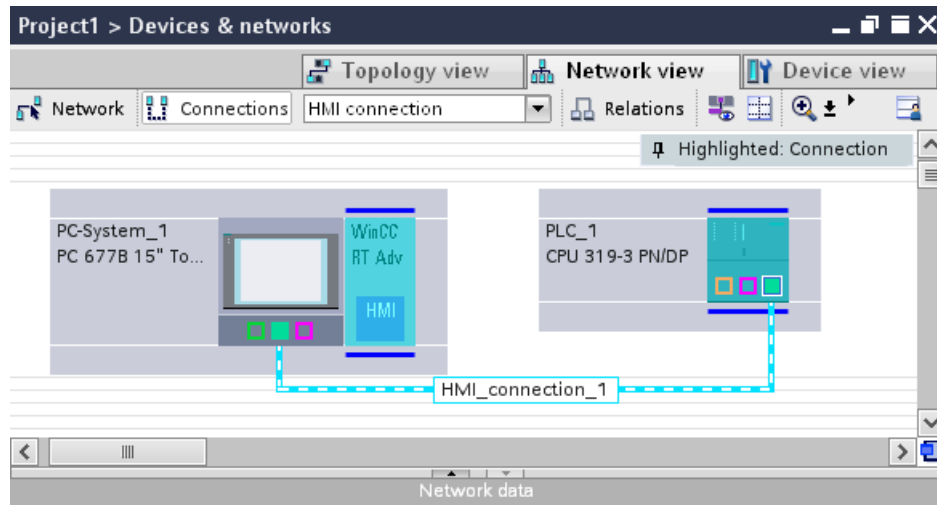 Project1 > Devices & networks
Topology view
Network view
Device view
Network
Connections
HMI connection
Relations
Highlighted: Connection
PC-System_1
PC 677B 15" To...
WinCC
RT Adv
HMI
PLC_1
CPU 319-3 PN/DP
HMI_connection_1
Network data